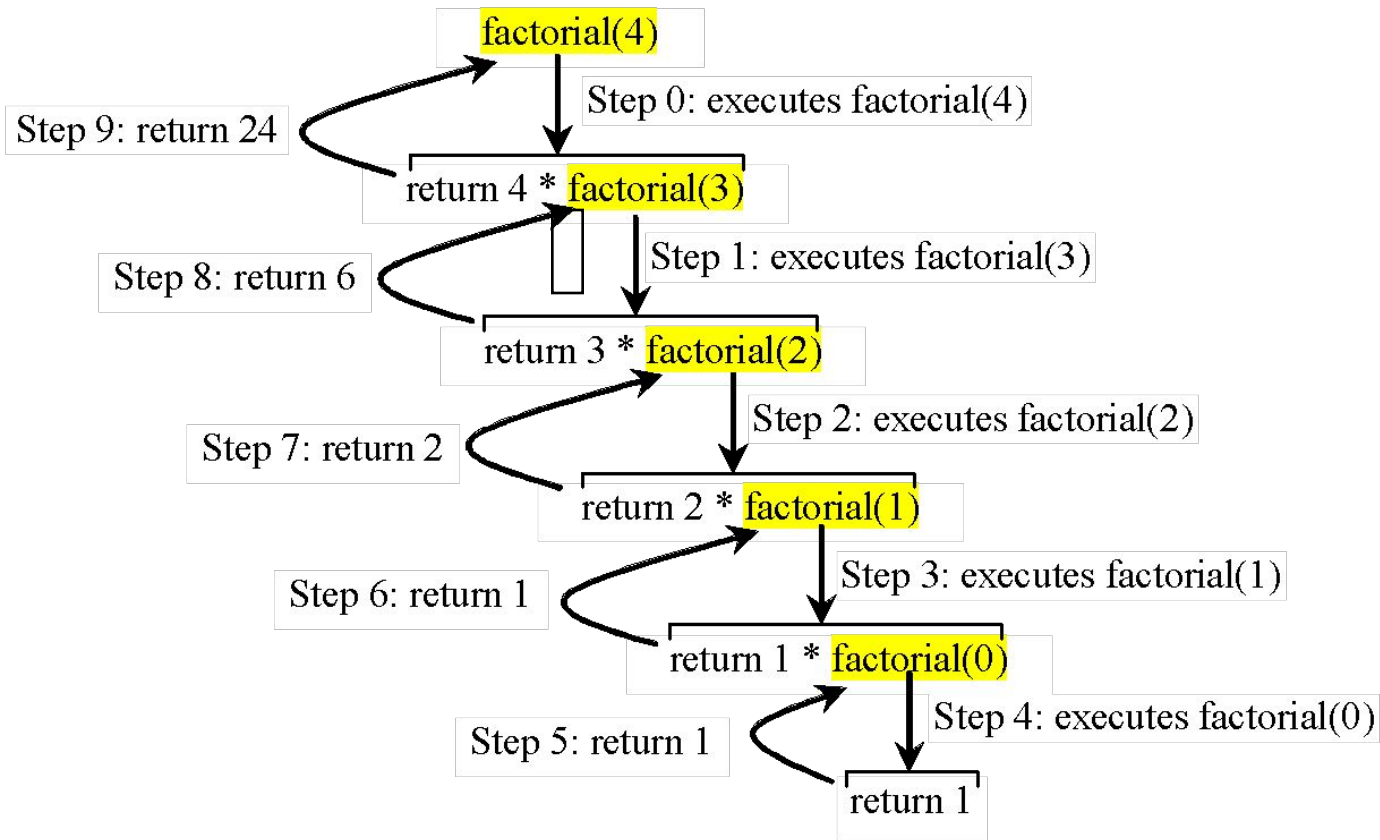 factorial(4)
Step 0: executes factorial(4)
Step 9: return 24
return 4 * factorial(3)
Step 1: executes factorial(3)
Step 8: return 6
return 3 * factorial(2)
Step 2: executes factorial(2)
Step 7: return 2
return 2 * factorial(1)
Step 3: executes factorial(1)
Step 6: return 1
return 1 * factorial(0)
Step 4: executes factorial(0)
Step 5: return 1
return 1